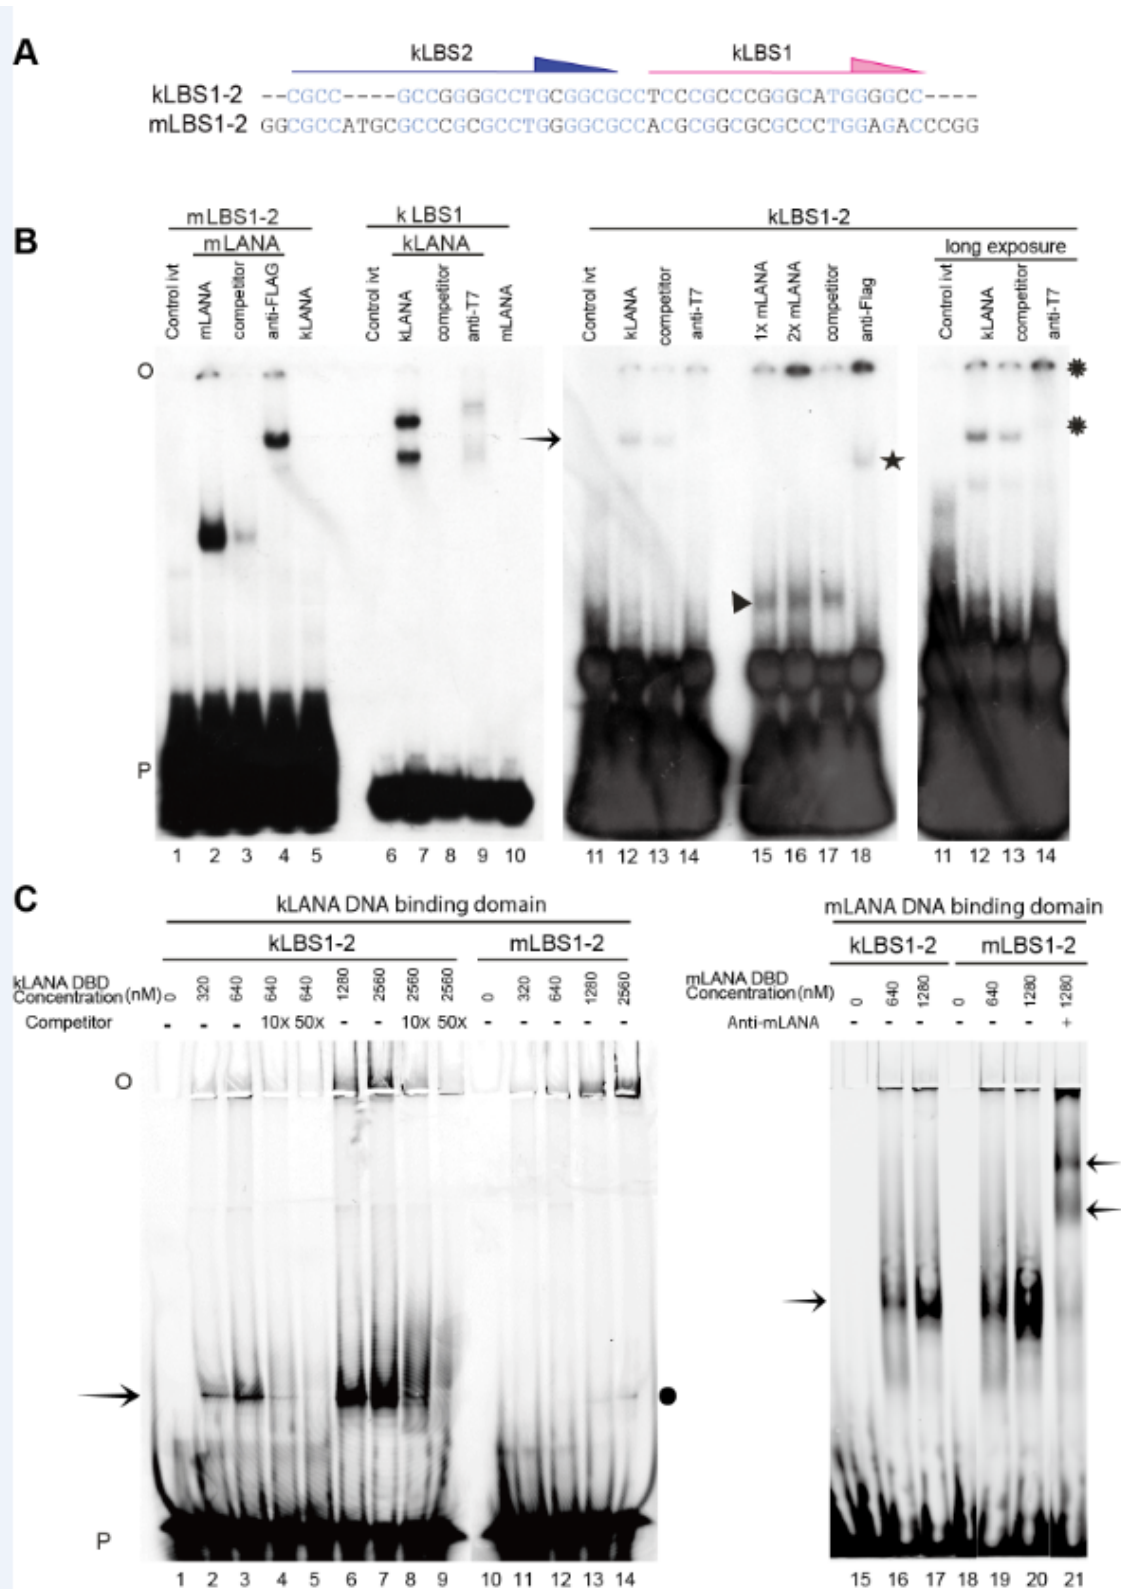 A
kLBS2 kLBS1
kLBS1-2 --CGCC----GCCGGGGCCTGCGGCGCCTCCCGCCCGGGCATGGGGCC----
mLBS1-2 GGCGCCATGCGCCCGCGCCTGGGGCGCCACGCGGCGCGCCCTGGAGACCCGG
B
mLBS1-2 kLBS1 kLBS1-2
mLANA kLANA long exposure
Control ivt mLANA competitor anti-FLAG kLANA Control ivt kLANA competitor anti-T7 mLANA Control ivt kLANA competitor anti-T7 1x mLANA 2x mLANA competitor anti-Flag Control ivt kLANA competitor anti-T7
O
P
1 2 3 4 5 6 7 8 9 10 11 12 13 14 15 16 17 18 11 12 13 14
C
kLANA DNA binding domain mLANA DNA binding domain
kLBS1-2 mLBS1-2 kLBS1-2 mLBS1-2
kLANA DBD Concentration (nM) 0 320 640 640 640 1280 2560 2560 2560 0 320 640 1280 2560
Competitor - - - 10x 50x - - 10x 50x - - - - -
mLANA DBD Concentration (nM) 0 640 1280 0 640 1280 1280
Anti-mLANA - - - - - - +
O
P
1 2 3 4 5 6 7 8 9 10 11 12 13 14 15 16 17 18 19 20 21